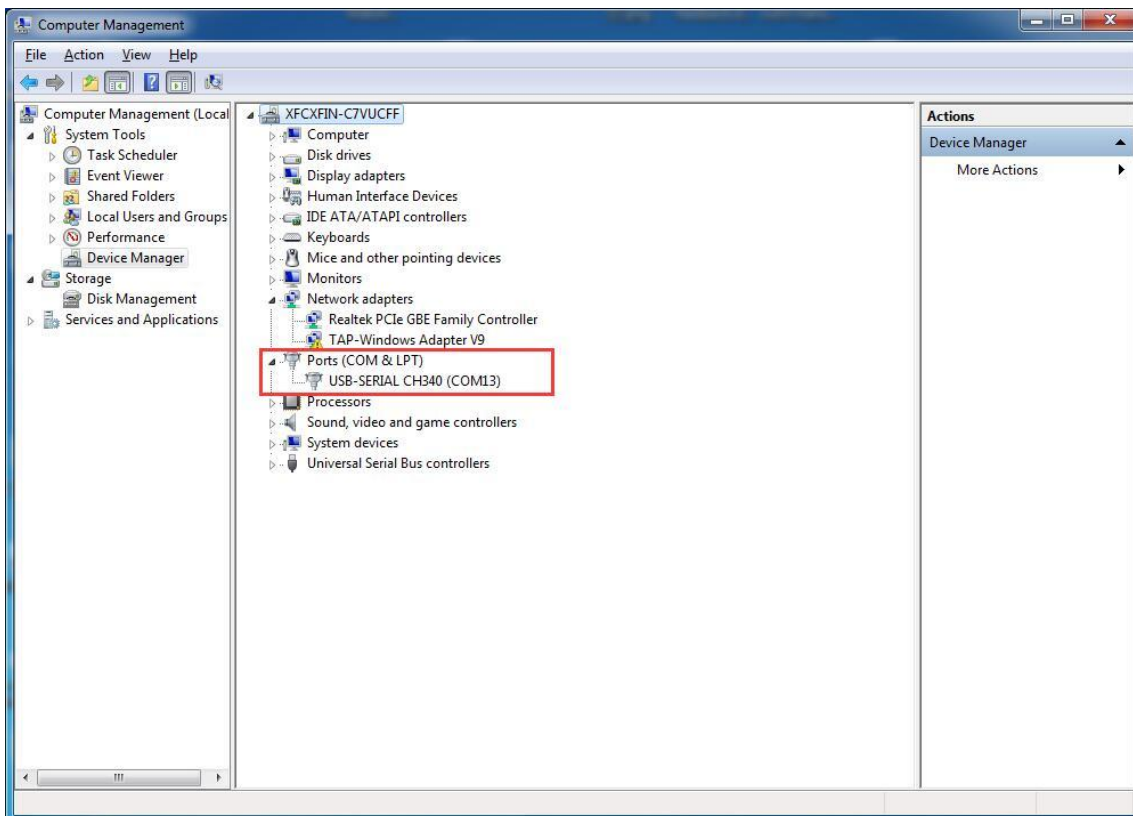 Computer Management
File Action View Help
Computer Management (Local
System Tools
Task Scheduler
Event Viewer
Shared Folders
Local Users and Groups
Performance
Device Manager
Storage
Disk Management
Services and Applications
XFCXFIN-C7VUCFF
Computer
Disk drives
Display adapters
Human Interface Devices
IDE ATA/ATAPI controllers
Keyboards
Mice and other pointing devices
Monitors
Network adapters
Realtek PCIe GBE Family Controller
TAP-Windows Adapter V9
Ports (COM & LPT)
USB-SERIAL CH340 (COM13)
Processors
Sound, video and game controllers
System devices
Universal Serial Bus controllers
Actions
Device Manager
More Actions